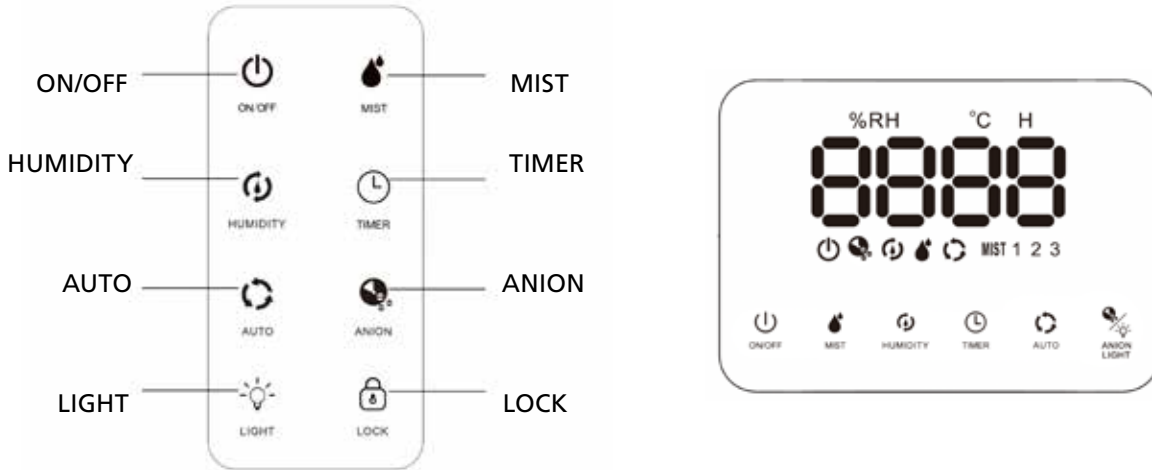 ON/OFF
ON/OFF
MIST
MIST
HUMIDITY
HUMIDITY
TIMER
TIMER
AUTO
AUTO
ANION
ANION
LIGHT
LIGHT
LOCK
LOCK
%RH °C H
8888
MIST 1 2 3
ON/OFF MIST HUMIDITY TIMER AUTO ANION
LIGHT